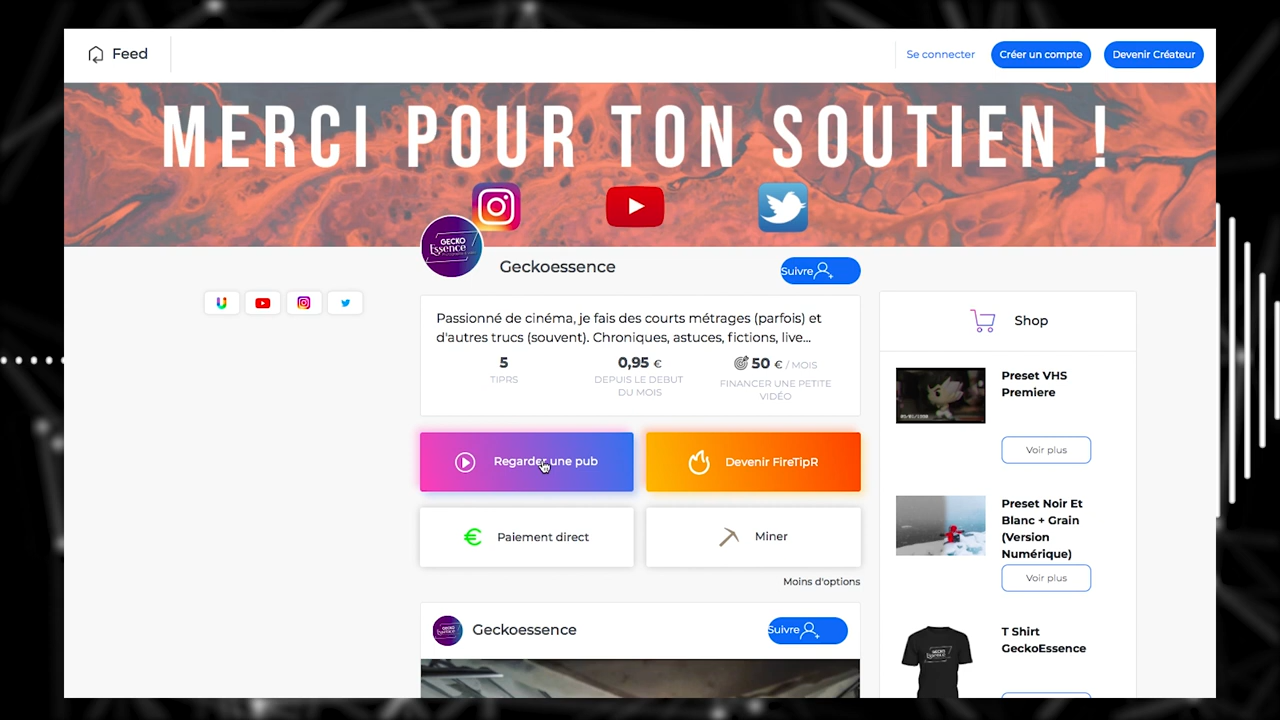 Feed
Se connecter
Créer un compte
Devenir Créateur
MERCI POUR TON SOUTIEN !
GECKO
Essence
Geckoessence
Suivre
Passionné de cinéma, je fais des courts métrages (parfois) et
d'autres trucs (souvent). Chroniques, astuces, fictions, live...
5
TIPRS
0,95 €
DEPUIS LE DEBUT
DU MOIS
50 € / MOIS
FINANCER UNE PETITE
VIDÉO
Regarder une pub
Devenir FireTipR
Paiement direct
Miner
Moins d'options
Geckoessence
Suivre
Shop
Preset VHS
Premiere
Voir plus
Preset Noir Et
Blanc + Grain
(Version
Numérique)
Voir plus
T Shirt
GeckoEssence